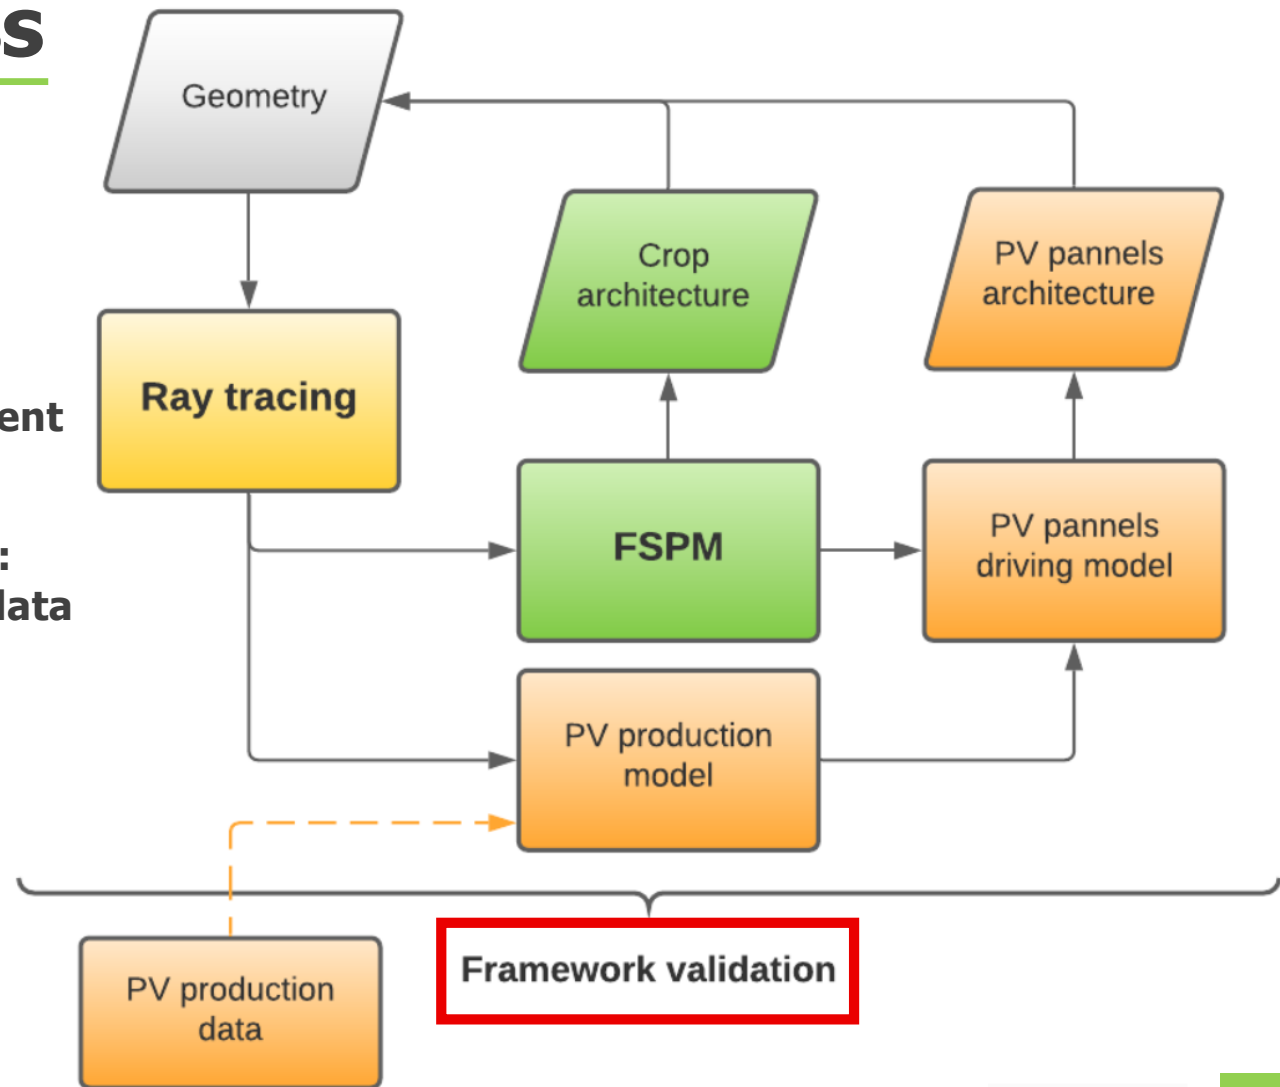 Geometry
Crop
architecture
PV pannels
architecture
Ray tracing
FSPM
PV pannels
driving model
:
PV production
model
Framework validation
PV production
data